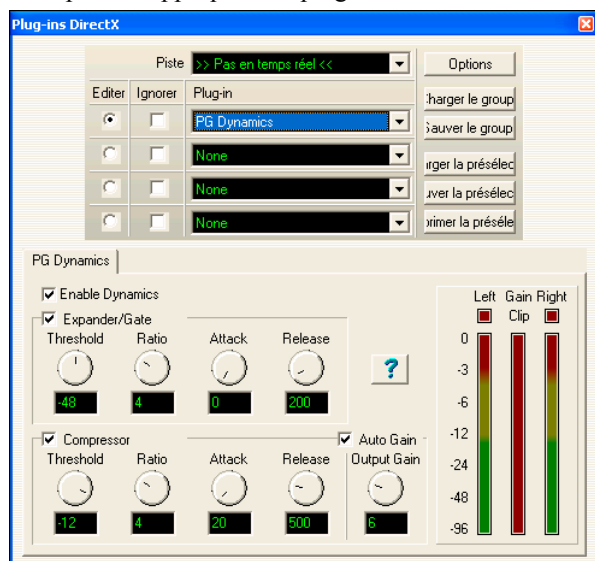 Plug-ins DirectX
Piste >> Pas en temps réel << Options
Editer Ignorer Plug-in
:harger le group
PG Dynamics
auver le group
None
rger la présélec
None
uver la présélec
None
rimer la présélec
PG Dynamics
Enable Dynamics
Expander/Gate
Threshold Ratio Attack Release
-48 4 0 200
?
Compressor
Auto Gain
Threshold Ratio Attack Release Output Gain
-12 4 20 500 6
Left Gain Right
Clip
0
-3
-6
-12
-24
-48
-96